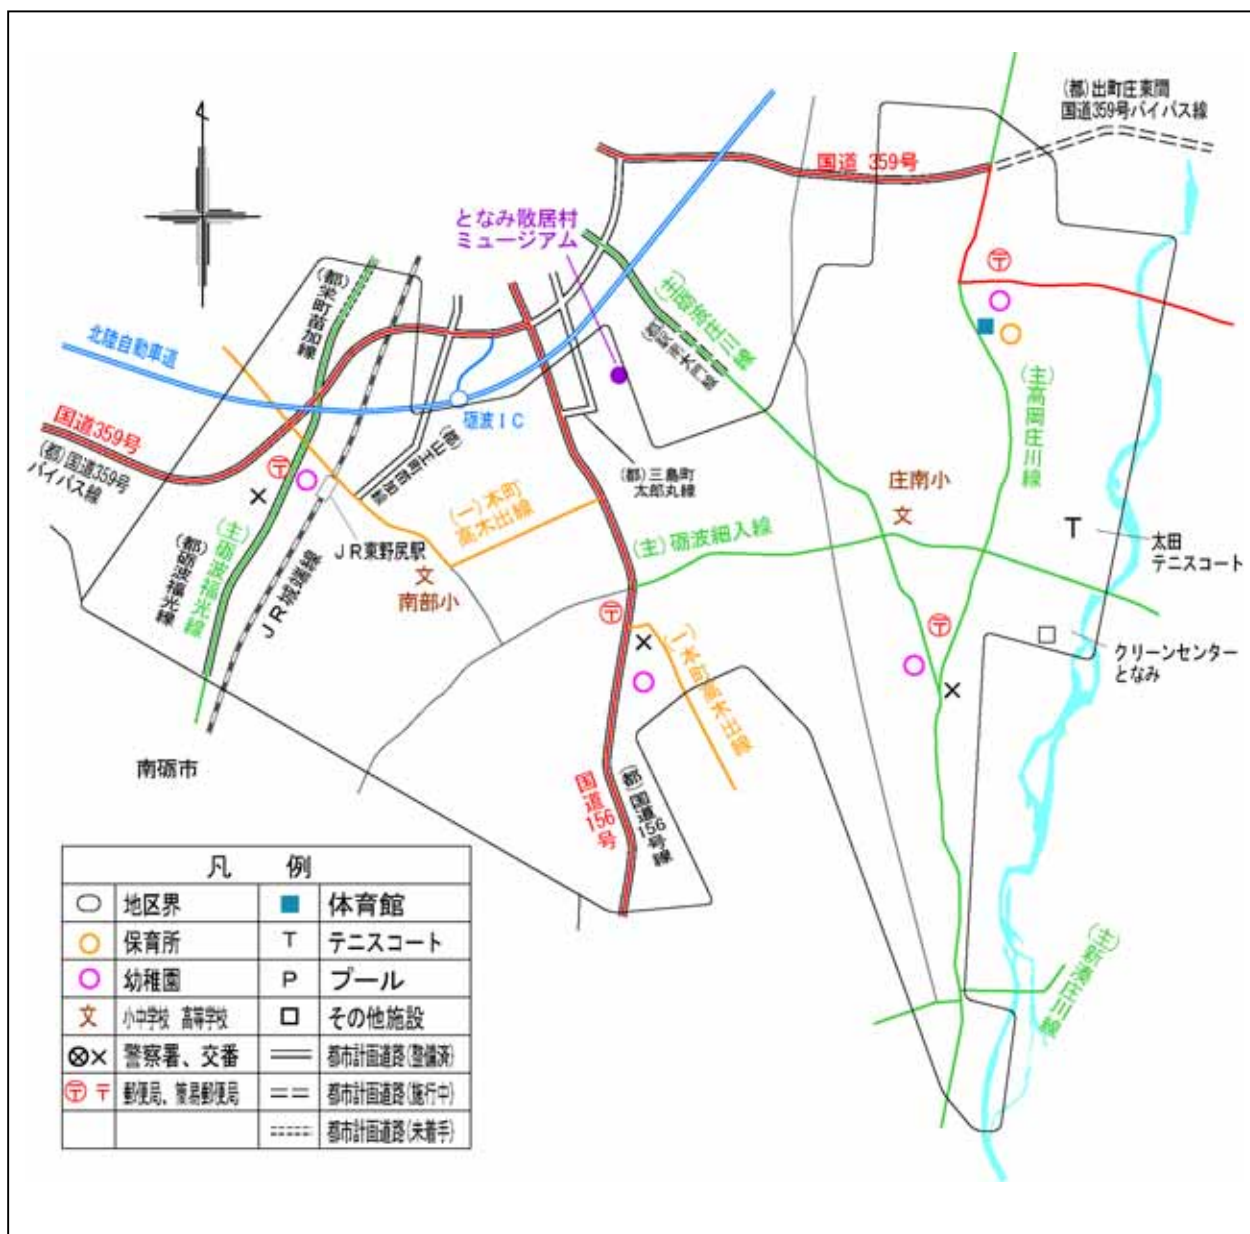 (都)出町庄東間
国道359号バイパス線
国道 359号
となみ散居村
ミュージアム
(主)砺波庄川線
(都)栄町苗加線
北陸自動車道
国道359号
(都)国道359号
バイパス線
砺波IC
(主)高岡庄川線
(都)三島町
太郎丸線
庄南小
文
(一)本町
高木出線
(主)砺波細入線
T
太田
テニスコート
JR東野尻駅
文
南部小
(主)砺波福光線
(都)砺波福光線
JR城端線
(一)本町高木出線
クリーンセンター
となみ
南砺市
国道156号
(都)国道156号線
(主)新湊庄川線
凡 例
地区界 体育館
保育所 T テニスコート
幼稚園 P プール
文 小中学校 高等学校 その他施設
警察署、交番 都市計画道路(整備済)
〒 郵便局、簡易郵便局 都市計画道路(施行中)
都市計画道路(未着手)